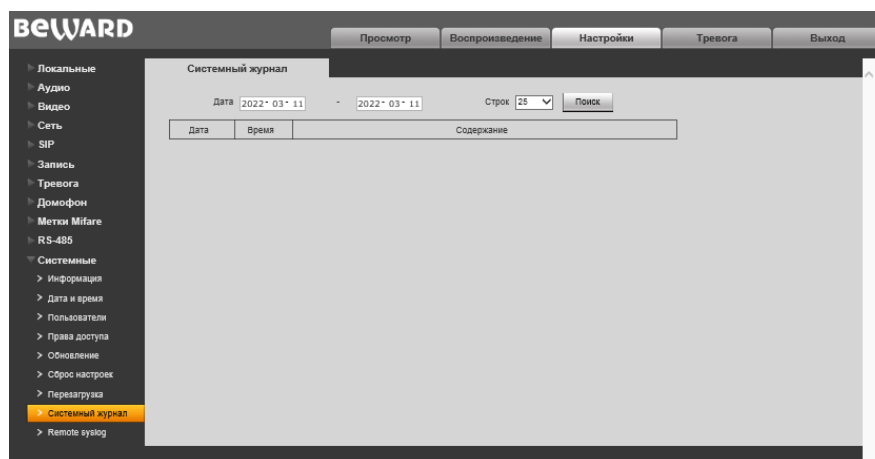 BEWARD
Просмотр Воспроизведение Настройки Тревога Выход
Локальные
Аудио
Видео
Сеть
SIP
Запись
Тревога
Домофон
Метки Mifare
RS-485
Системные
Информация
Дата и время
Пользователи
Права доступа
Обновление
Сброс настроек
Перезагрузка
Системный журнал
Remote syslog
Системный журнал
Дата 2022- 03- 11 - 2022- 03- 11 Строк 25 Поиск
Дата Время Содержание